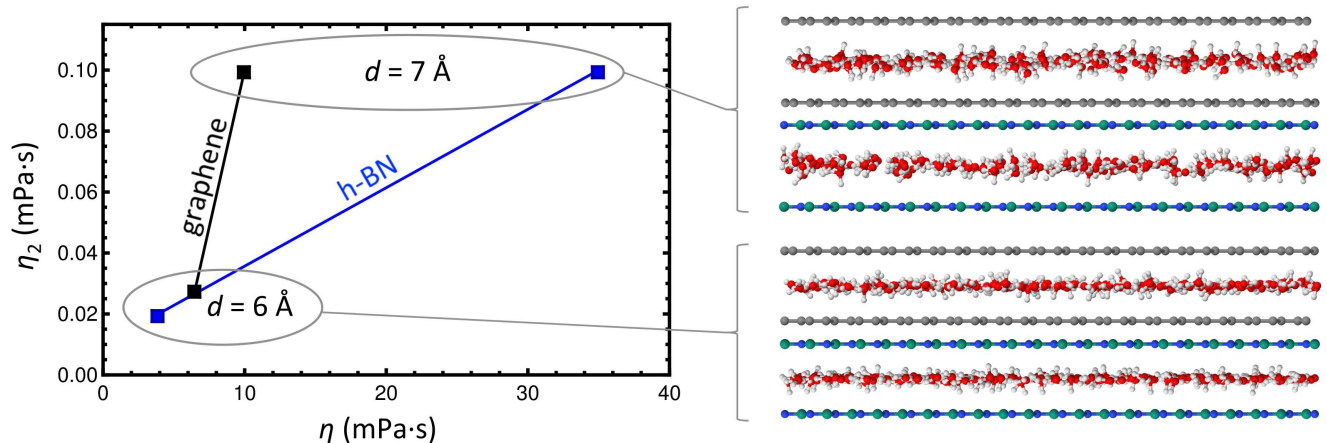 η₂ (mPa·s)
0.10
0.08
0.06
0.04
0.02
0.00
0
10
20
30
40
η (mPa·s)
d = 7 Å
graphene
h-BN
d = 6 Å